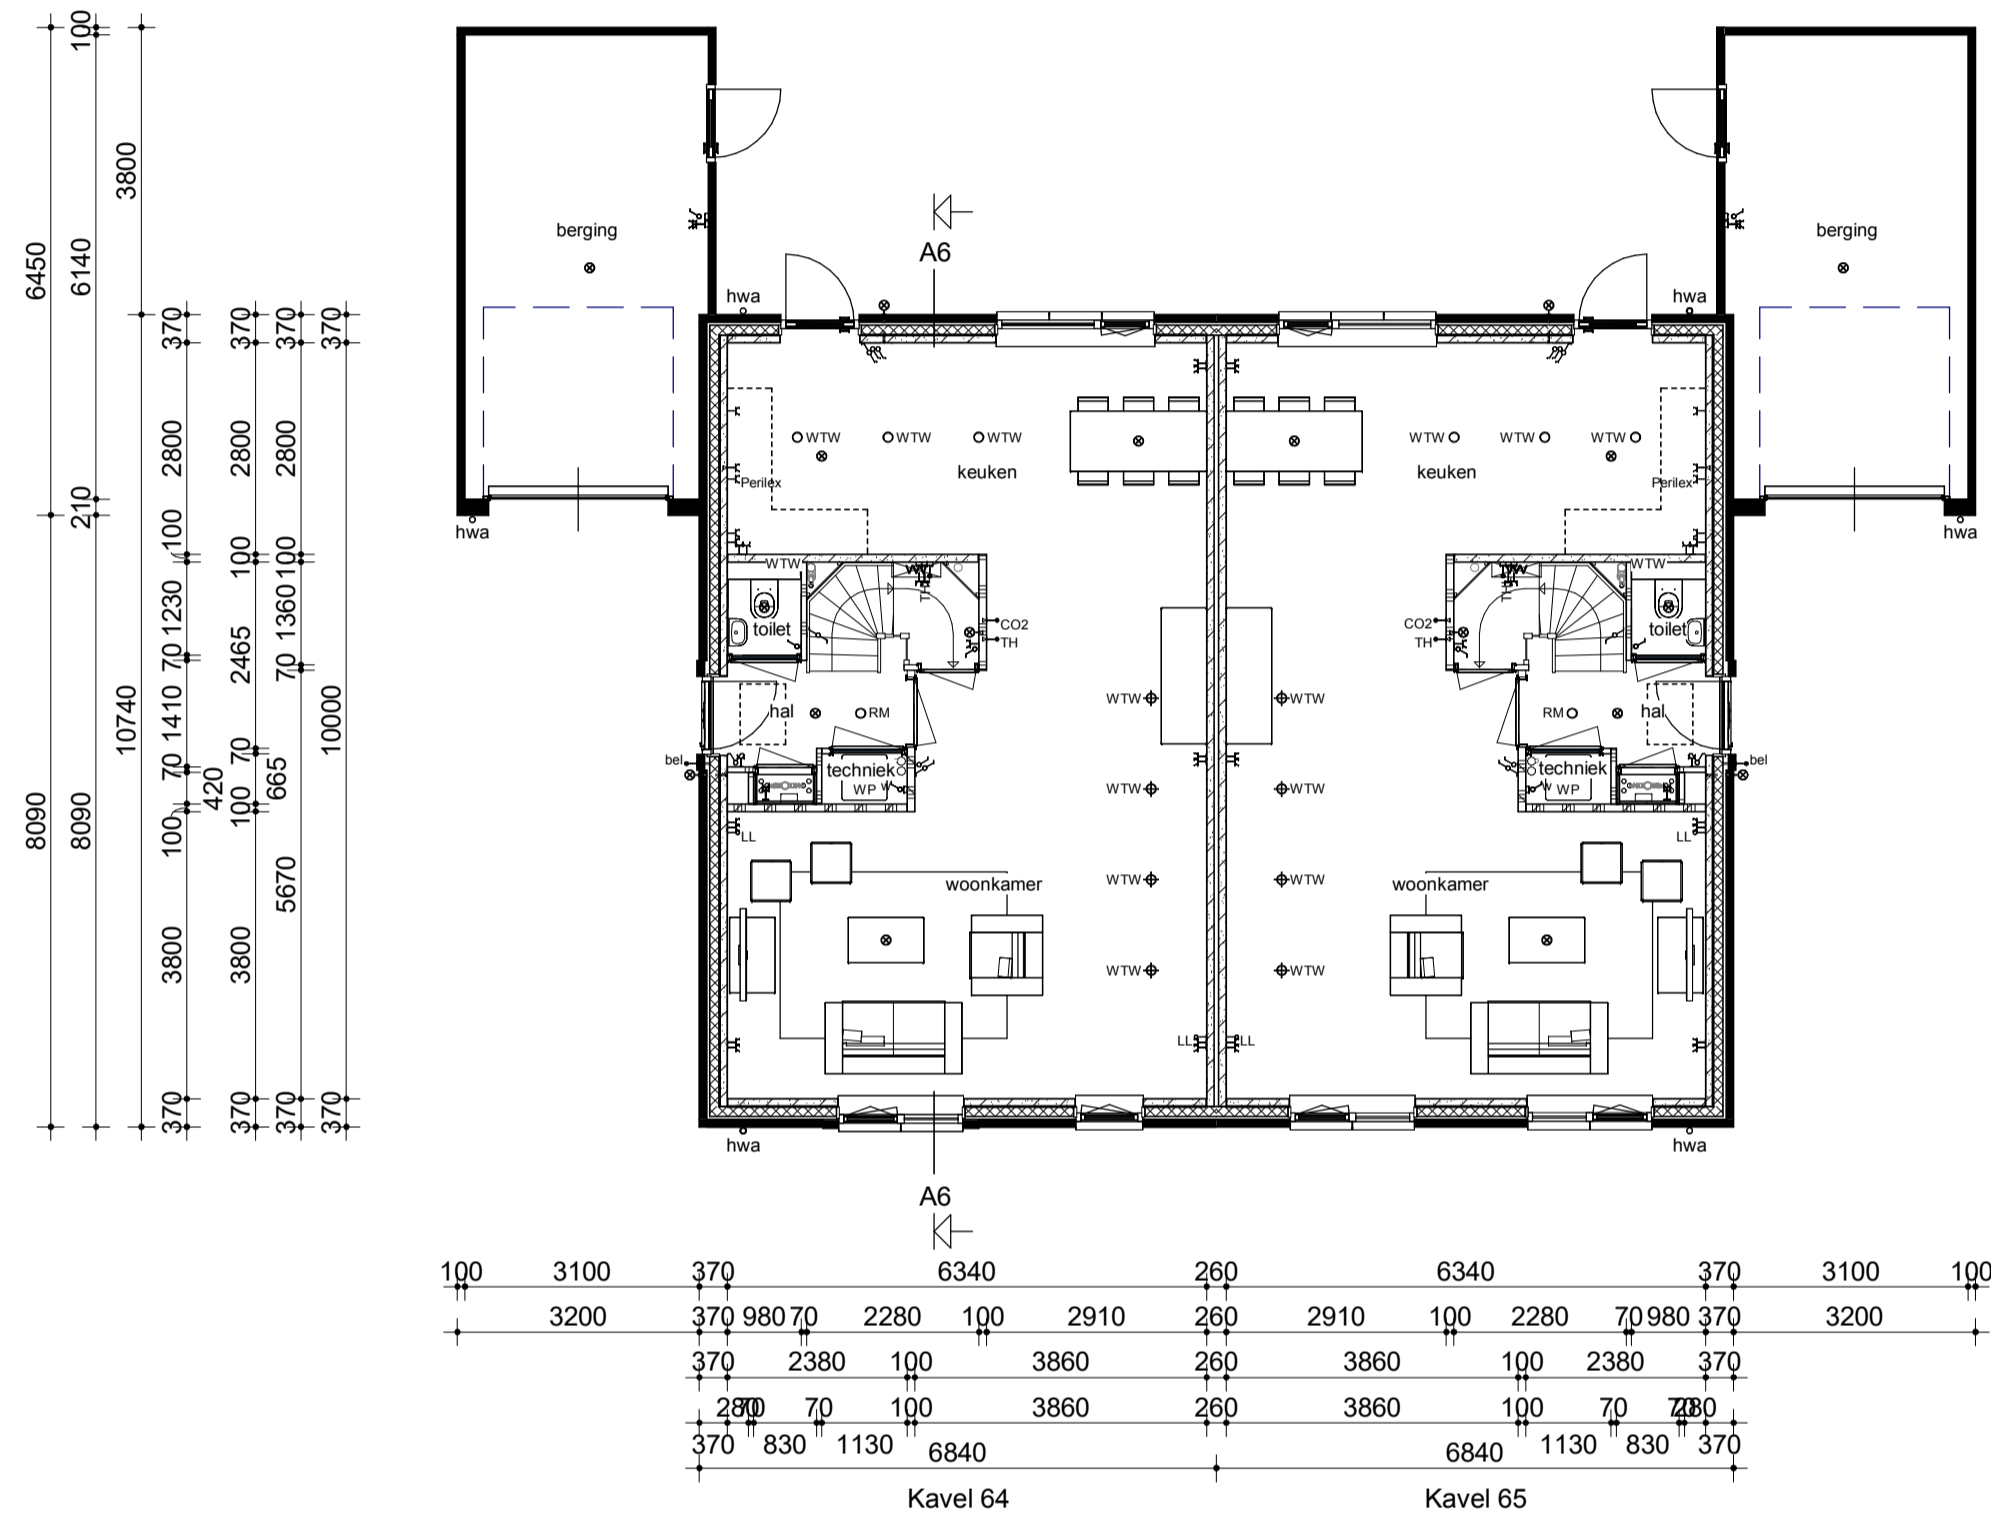 berging
berging
A6
hwa
hwa
WTW
WTW
WTW
keuken
Perilex
WTW
WTW
WTW
keuken
Perilex
hwa
hwa
WTW
WTW
toilet
toilet
CO2
TH
CO2
TH
WTW
WTW
hal
RM
RM
hal
bel
bel
techniek
WP
techniek
WP
WTW
WTW
LL
LL
woonkamer
woonkamer
WTW
WTW
WTW
WTW
LL
LL
hwa
hwa
A6
6450
8090
100
6140
210
8090
3800
10740
370
2800
100
1230
70
1410
70
100
3800
370
420
370
2800
100
2465
70
100
3800
370
665
370
2800
100
1360
70
5670
370
370
10000
370
100 3100 370 6340 260 6340 370 3100 100
3200 370 980 70 2280 100 2910 260 2910 100 2280 70 980 370 3200
370 2380 100 3860 260 3860 100 2380 370
280 70 70 100 3860 260 3860 100 70 70 280
370 830 1130 6840 6840 1130 830 370
Kavel 64 Kavel 65